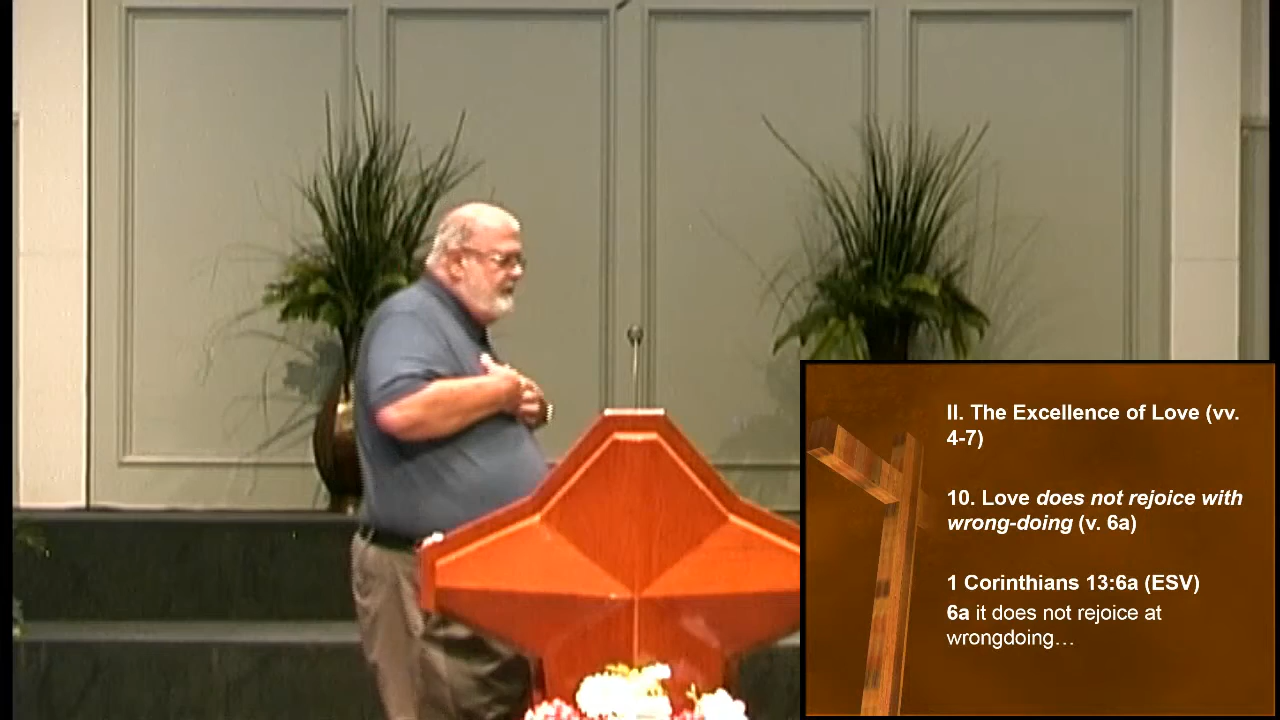 II. The Excellence of Love (vv.
4-7)
10. Love does not rejoice with
wrong-doing (v. 6a)
1 Corinthians 13:6a (ESV)
6a it does not rejoice at
wrongdoing…